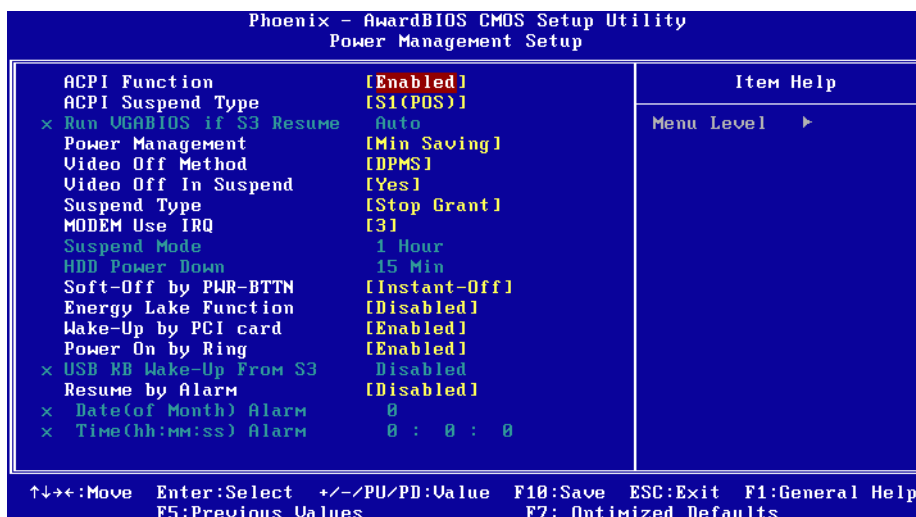 Phoenix - AwardBIOS CMOS Setup Utility
Power Management Setup
ACPI Function [Enabled]
ACPI Suspend Type [S1(POS)]
x Run VGABIOS if S3 Resume Auto
Power Management [Min Saving]
Video Off Method [DPMS]
Video Off In Suspend [Yes]
Suspend Type [Stop Grant]
MODEM Use IRQ [3]
Suspend Mode 1 Hour
HDD Power Down 15 Min
Soft-Off by PWR-BTTN [Instant-Off]
Energy Lake Function [Disabled]
Wake-Up by PCI card [Enabled]
Power On by Ring [Enabled]
x USB KB Wake-Up From S3 Disabled
Resume by Alarm [Disabled]
x Date(of Month) Alarm 0
x Time(hh:mm:ss) Alarm 0 : 0 : 0
Item Help
Menu Level ►
↑↓→←:Move Enter:Select +/-/PU/PD:Value F10:Save ESC:Exit F1:General Help
F5:Previous Values F7: Optimized Defaults